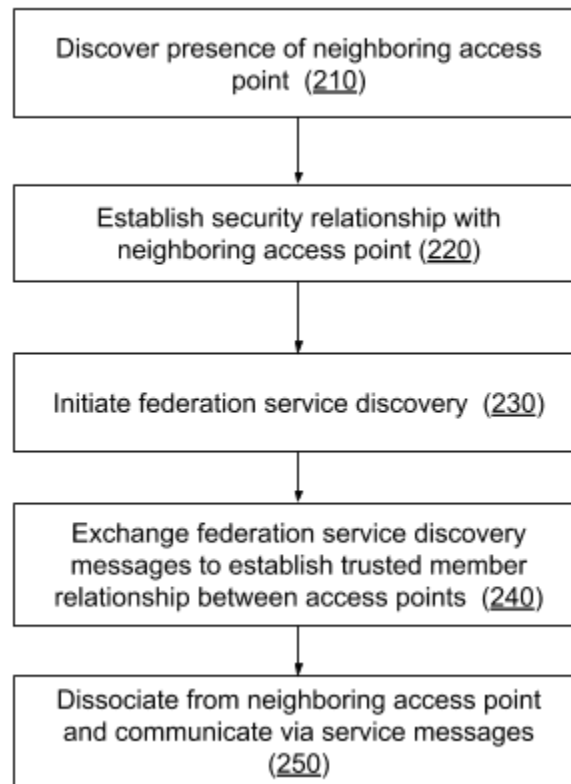 Discover presence of neighboring access
point (210)
Establish security relationship with
neighboring access point (220)
Initiate federation service discovery (230)
Exchange federation service discovery
messages to establish trusted member
relationship between access points (240)
Dissociate from neighboring access point
and communicate via service messages
(250)